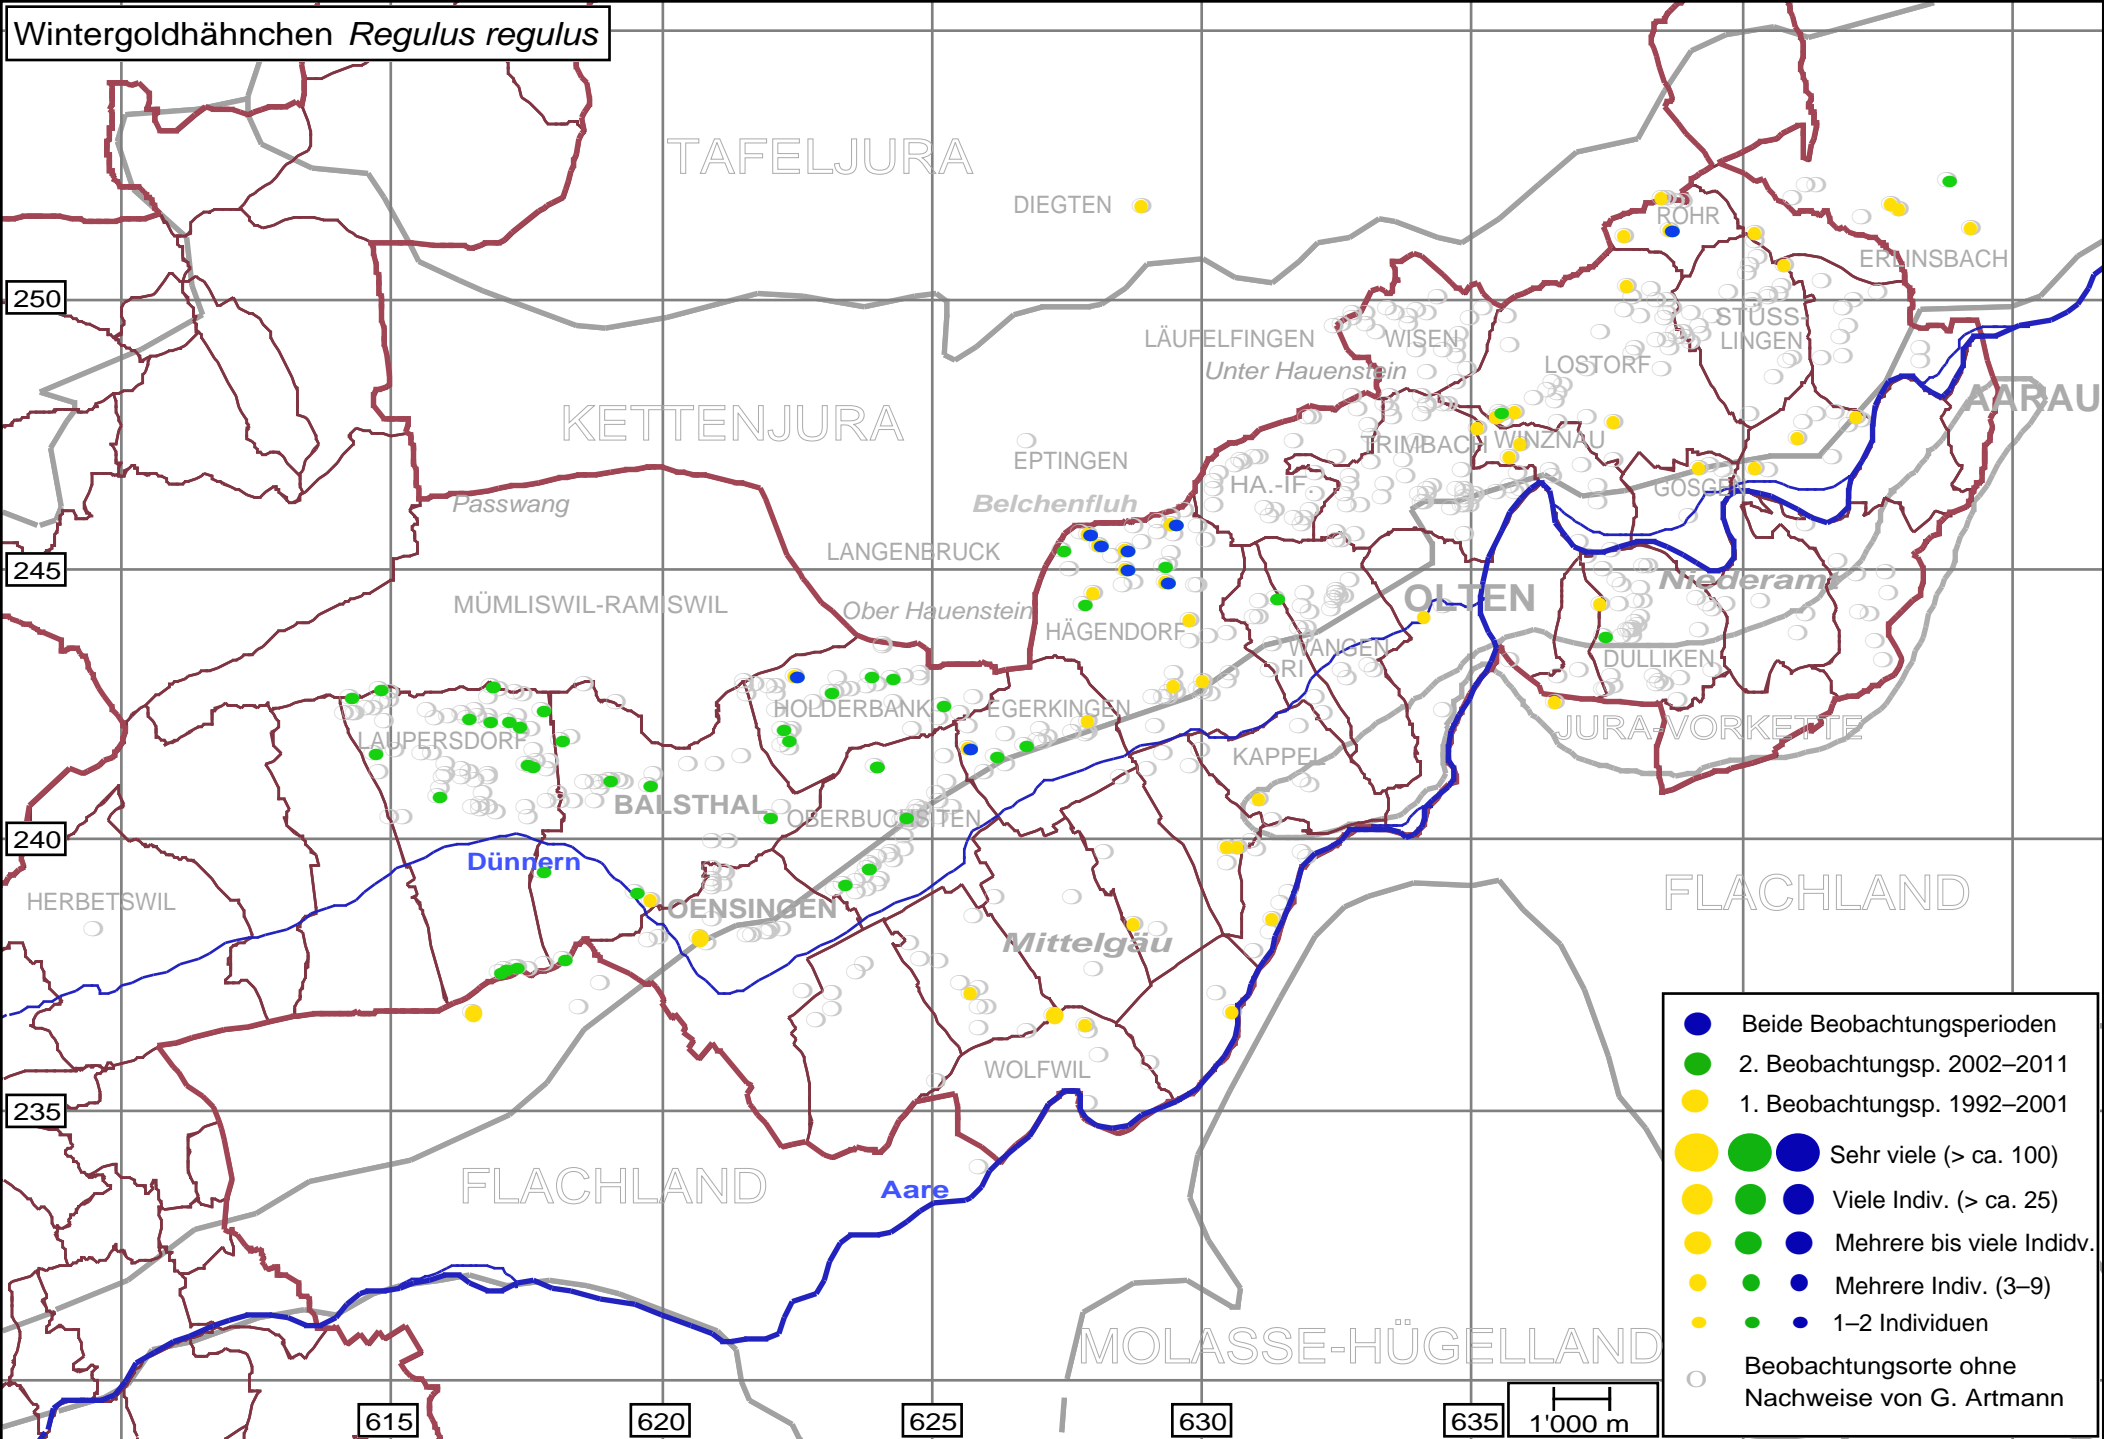 Wintergoldhähnchen Regulus regulus
TAFELJURA
DIEGTEN
ROHR
ERLINSBACH
250
STÜSS-
LINGEN
LÄUFELFINGEN
WISEN
Unter Hauenstein
LOSTORF
AARAU
KETTENJURA
EPTINGEN
TRIMBACH
WINZNAU
HA.-IF.
GÖSGEN
Passwang
Belchenfluh
LANGENBRUCK
245
Niederamt
MÜMLISWIL-RAMISWIL
Ober Hauenstein
OLTEN
HÄGENDORF
WANGEN
RI
DULLIKEN
HOLDERBANK
EGERKINGEN
JURA-VORKETTE
LAUPERSDORF
KAPPEL
BALSTHAL
OBERBUCHSITEN
240
Dünnern
HERBETSWIL
OENSINGEN
FLACHLAND
Mittelgäu
WOLFWIL
235
FLACHLAND
Aare
MOLASSE-HÜGELLAND
615
620
625
630
635
1'000 m
Beide Beobachtungsperioden
2. Beobachtungsp. 2002–2011
1. Beobachtungsp. 1992–2001
Sehr viele (> ca. 100)
Viele Indiv. (> ca. 25)
Mehrere bis viele Indidv.
Mehrere Indiv. (3–9)
1–2 Individuen
Beobachtungsorte ohne
Nachweise von G. Artmann